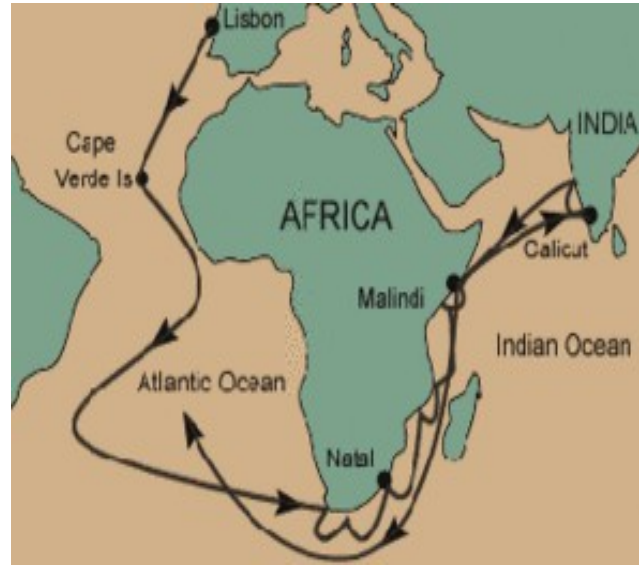 Lisbon
Cape
Verde Is
INDIA
AFRICA
Calicut
Malindi
Indian Ocean
Atlantic Ocean
Natal